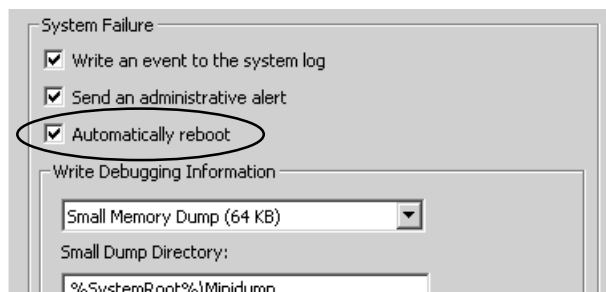 System Failure
Write an event to the system log
Send an administrative alert
Automatically reboot
Write Debugging Information
Small Memory Dump (64 KB)
Small Dump Directory:
%SystemRoot%\Minidump